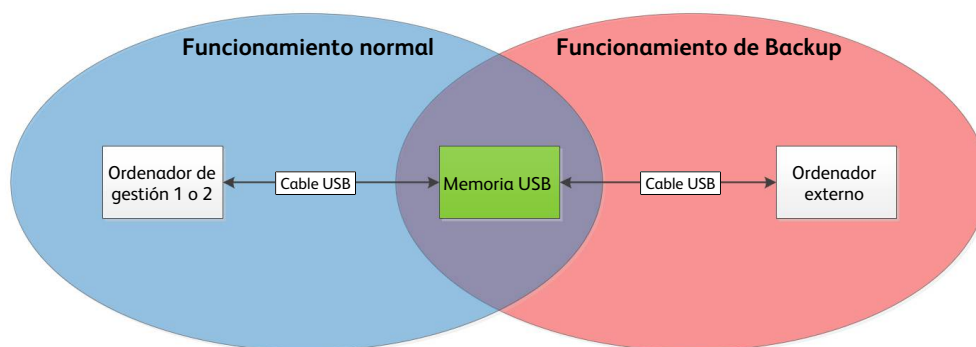 Funcionamiento normal
Funcionamiento de Backup
Ordenador de
gestión 1 o 2
Cable USB
Memoria USB
Cable USB
Ordenador
externo